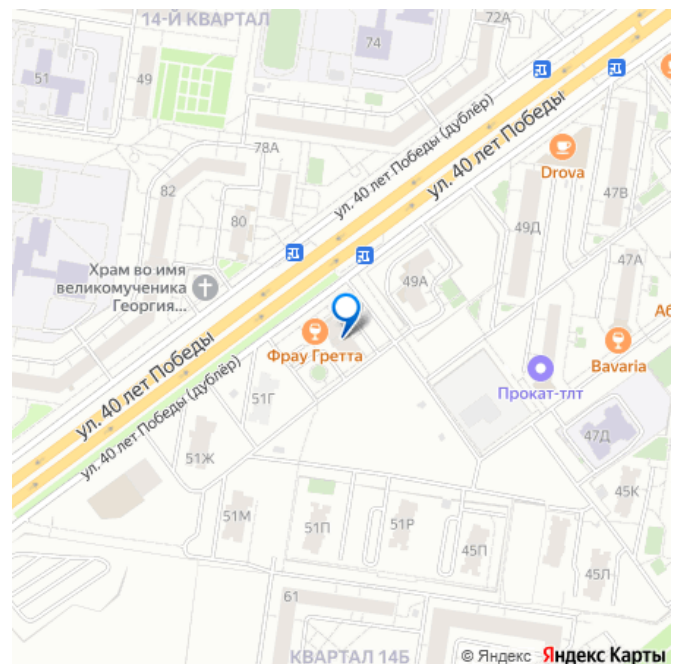 14-Й КВАРТАЛ
72А
74
51
49
78А
ул. 40 лет Победы (дублёр)
ул. 40 лет Победы
Drova
47В
82
80
49Д
47А
Храм во имя
великомученика
Георгия...
49А
Аб
Фрау Гретта
Bavaria
Прокат-тлт
ул. 40 лет Победы
ул. 40 лет Победы (дублёр)
51Г
47Д
51Ж
45К
51М
51П
51Р
45П
45Л
61
КВАРТАЛ 14Б
© Яндекс Яндекс Карты